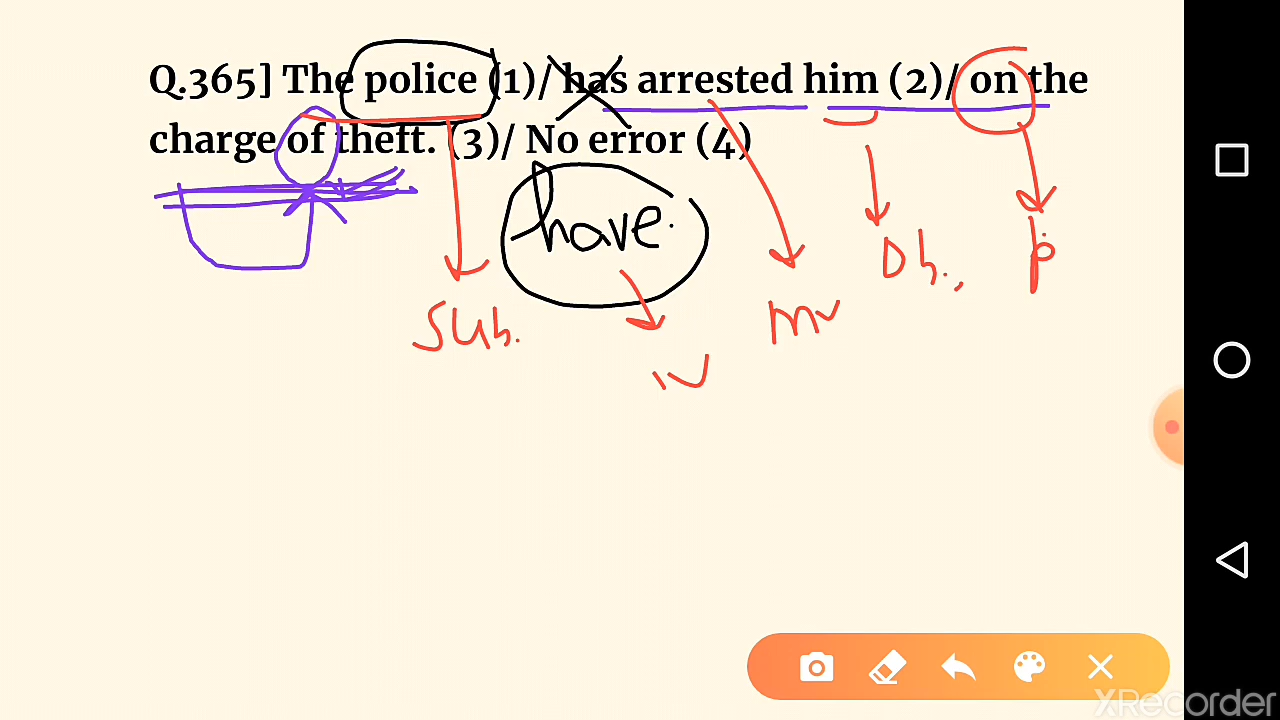 Q.365] The police (1)/ has arrested him (2)/ on the
charge of theft. (3)/ No error (4)
have.
Sub.
mv
p
XRecorder